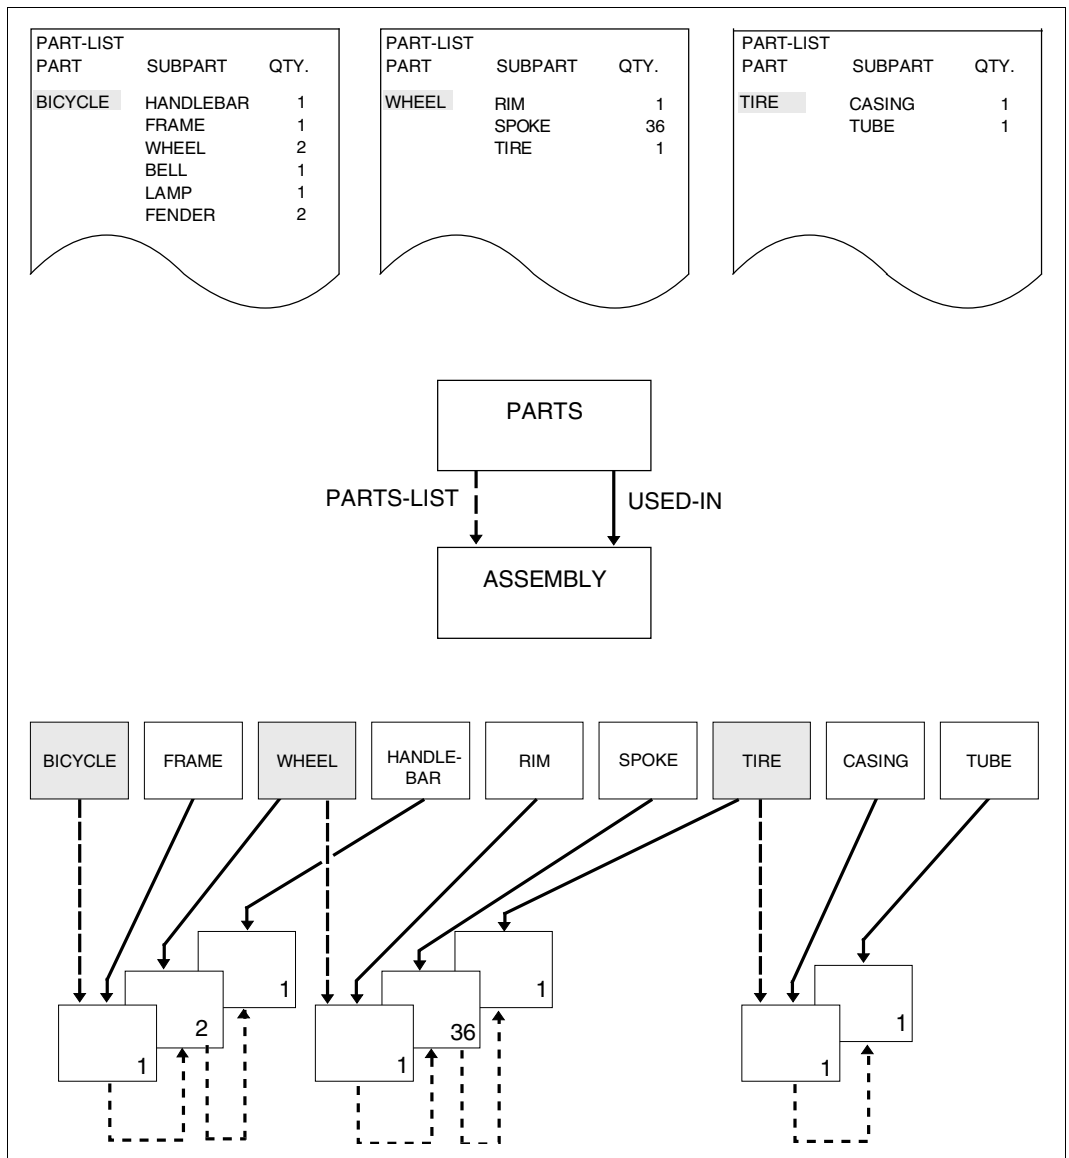 PART-LIST
PART SUBPART QTY.
BICYCLE HANDLEBAR 1
FRAME 1
WHEEL 2
BELL 1
LAMP 1
FENDER 2
PART-LIST
PART SUBPART QTY.
WHEEL RIM 1
SPOKE 36
TIRE 1
PART-LIST
PART SUBPART QTY.
TIRE CASING 1
TUBE 1
PARTS
PARTS-LIST USED-IN
ASSEMBLY
BICYCLE
FRAME
WHEEL
HANDLE-
BAR
RIM
SPOKE
TIRE
CASING
TUBE
1
2
1
1
36
1
1
1